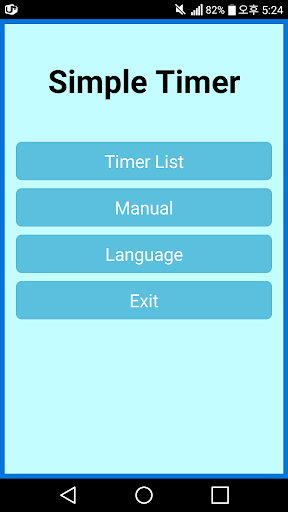 82% 오후 5:24
Simple Timer
Timer List
Manual
Language
Exit